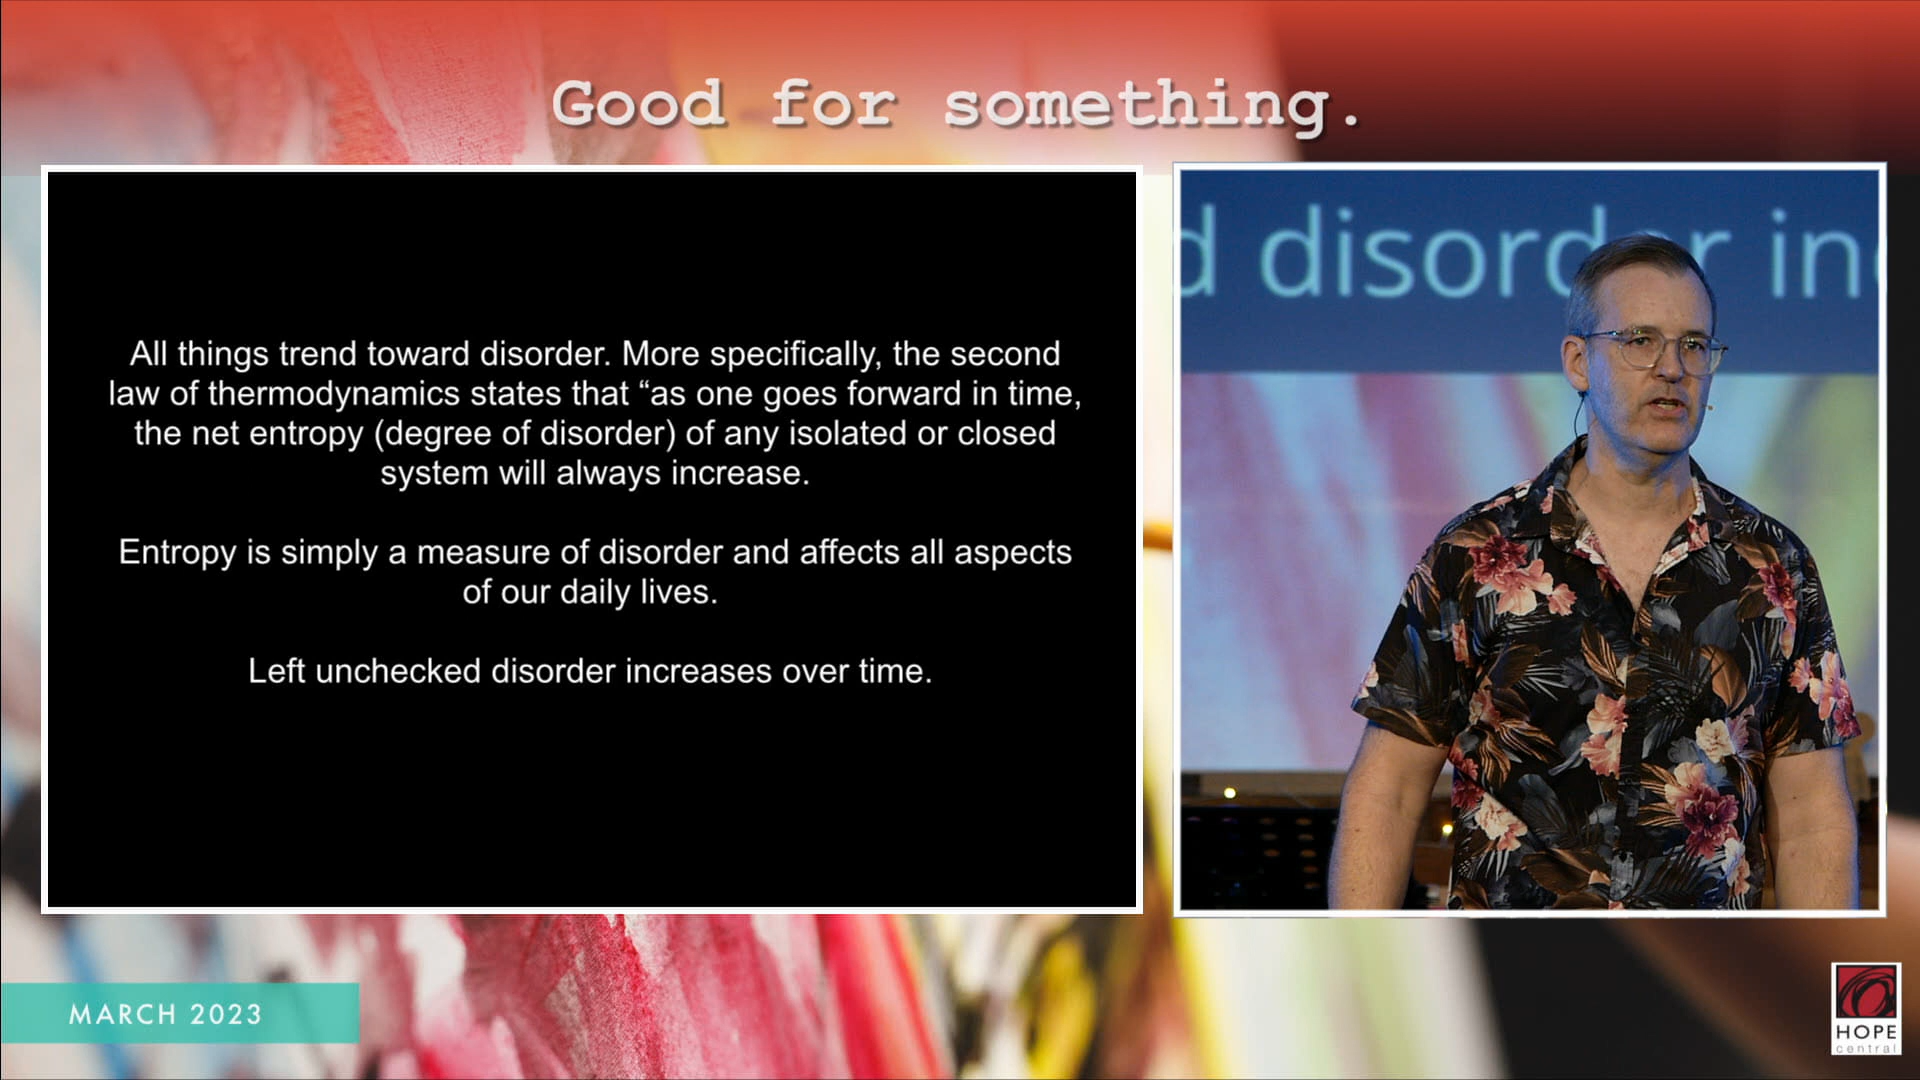 Good for something.
All things trend toward disorder. More specifically, the second
law of thermodynamics states that “as one goes forward in time,
the net entropy (degree of disorder) of any isolated or closed
system will always increase.
Entropy is simply a measure of disorder and affects all aspects
of our daily lives.
Left unchecked disorder increases over time.
d disorder in
MARCH 2023
HOPE
central